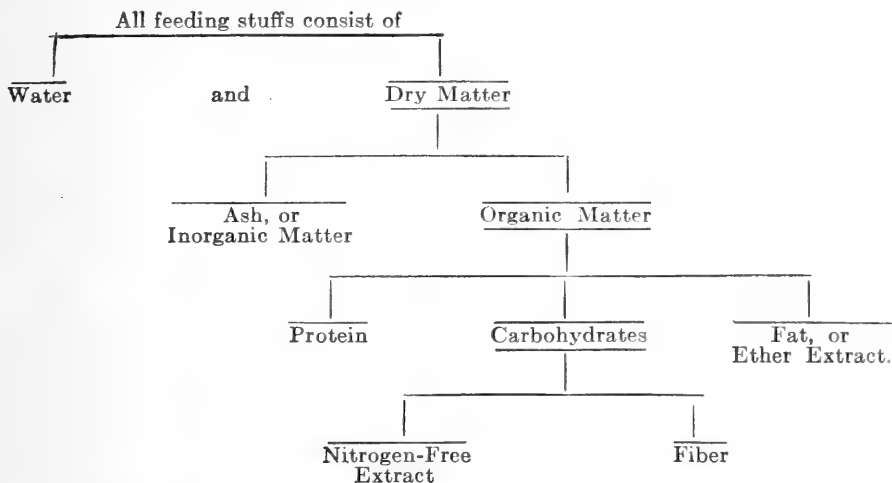 All feeding stuffs consist of
Water and Dry Matter
Ash, or
Inorganic Matter
Organic Matter
Protein
Carbohydrates
Fat, or
Ether Extract.
Nitrogen-Free
Extract
Fiber